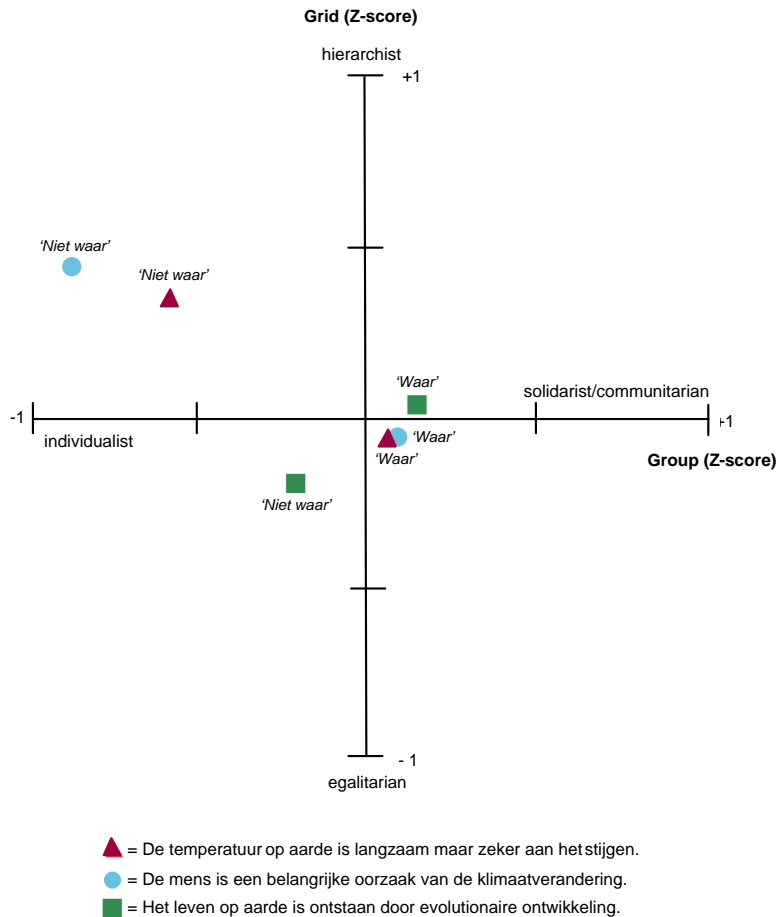 Grid (Z-score)
hierarchist
+1
'Niet waar'
'Niet waar'
'Waar'
solidarist/communitarian
-1
+1
individualist
'Waar'
'Waar'
Group (Z-score)
'Niet waar'
- 1
egalitarian
= De temperatuur op aarde is langzaam maar zeker aan het stijgen.
= De mens is een belangrijke oorzaak van de klimaatverandering.
= Het leven op aarde is ontstaan door evolutionaire ontwikkeling.